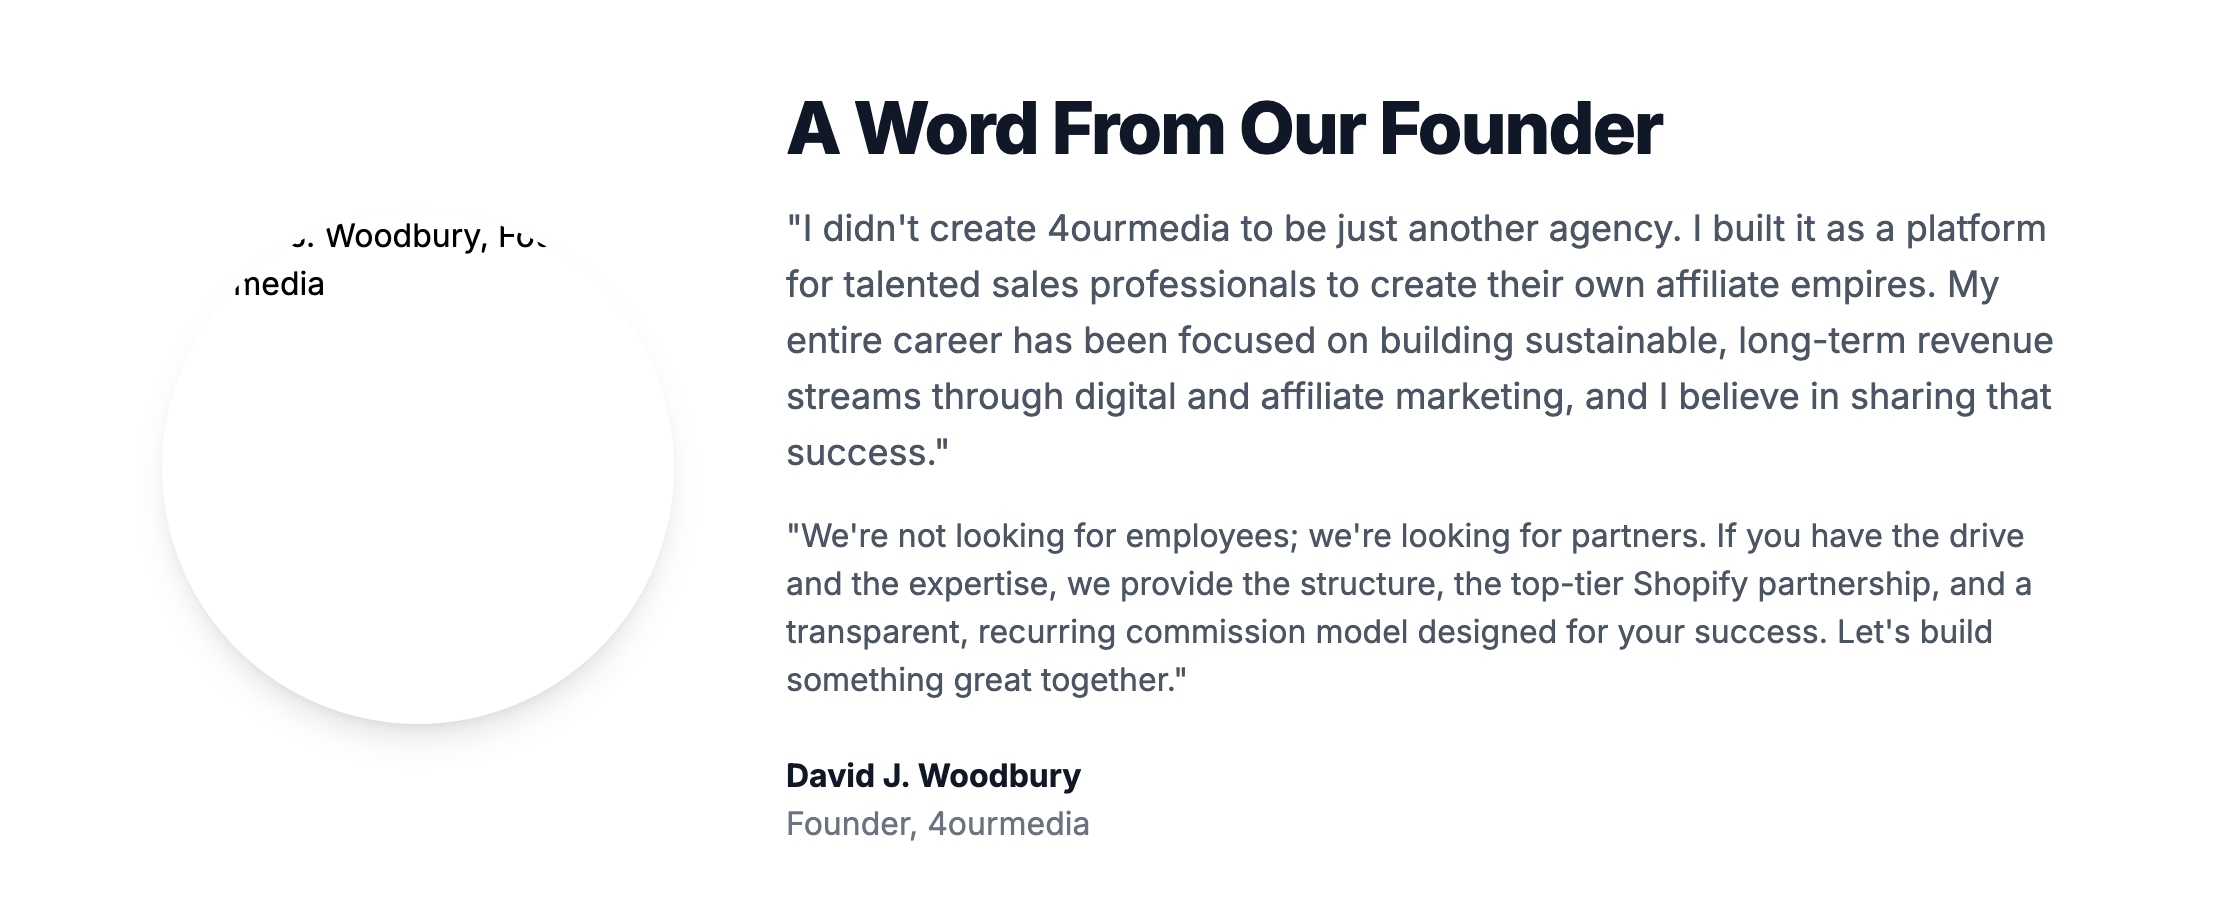 A Word From Our Founder
J. Woodbury,
media
"I didn't create 4ourmedia to be just another agency. I built it as a platform
for talented sales professionals to create their own affiliate empires. My
entire career has been focused on building sustainable, long-term revenue
streams through digital and affiliate marketing, and I believe in sharing that
success."
"We're not looking for employees; we're looking for partners. If you have the drive
and the expertise, we provide the structure, the top-tier Shopify partnership, and a
transparent, recurring commission model designed for your success. Let's build
something great together."
David J. Woodbury
Founder, 4ourmedia